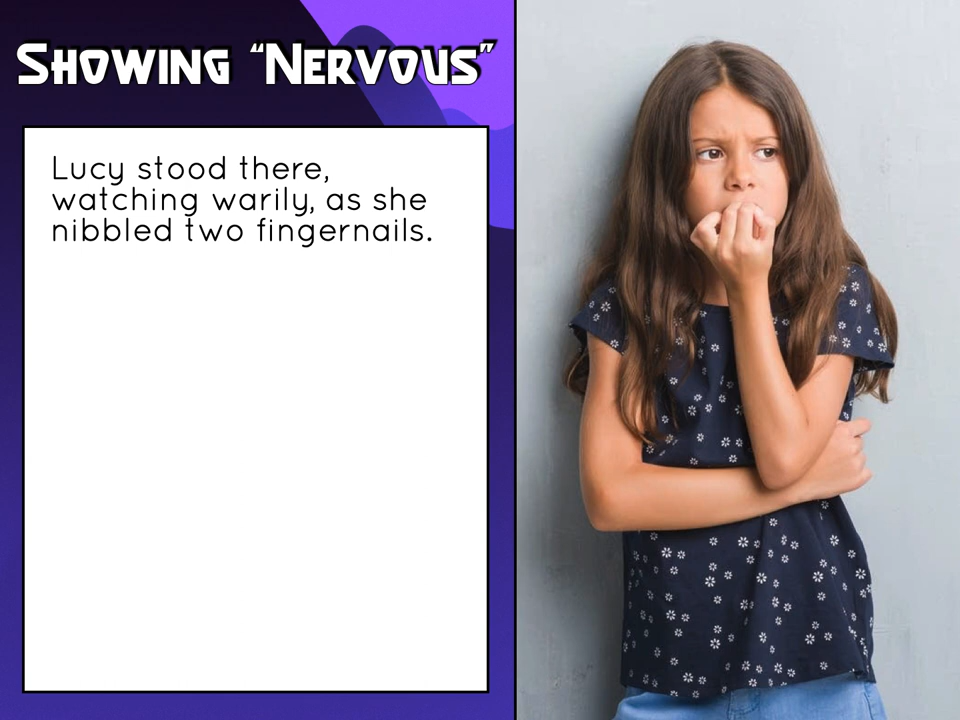 Showing “Nervous”
Lucy stood there,
watching warily, as she
nibbled two fingernails.